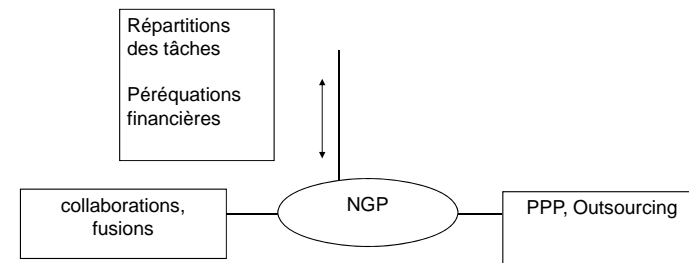 Répartitions
des tâches
Péréquations
financières
collaborations,
fusions
NGP
PPP, Outsourcing